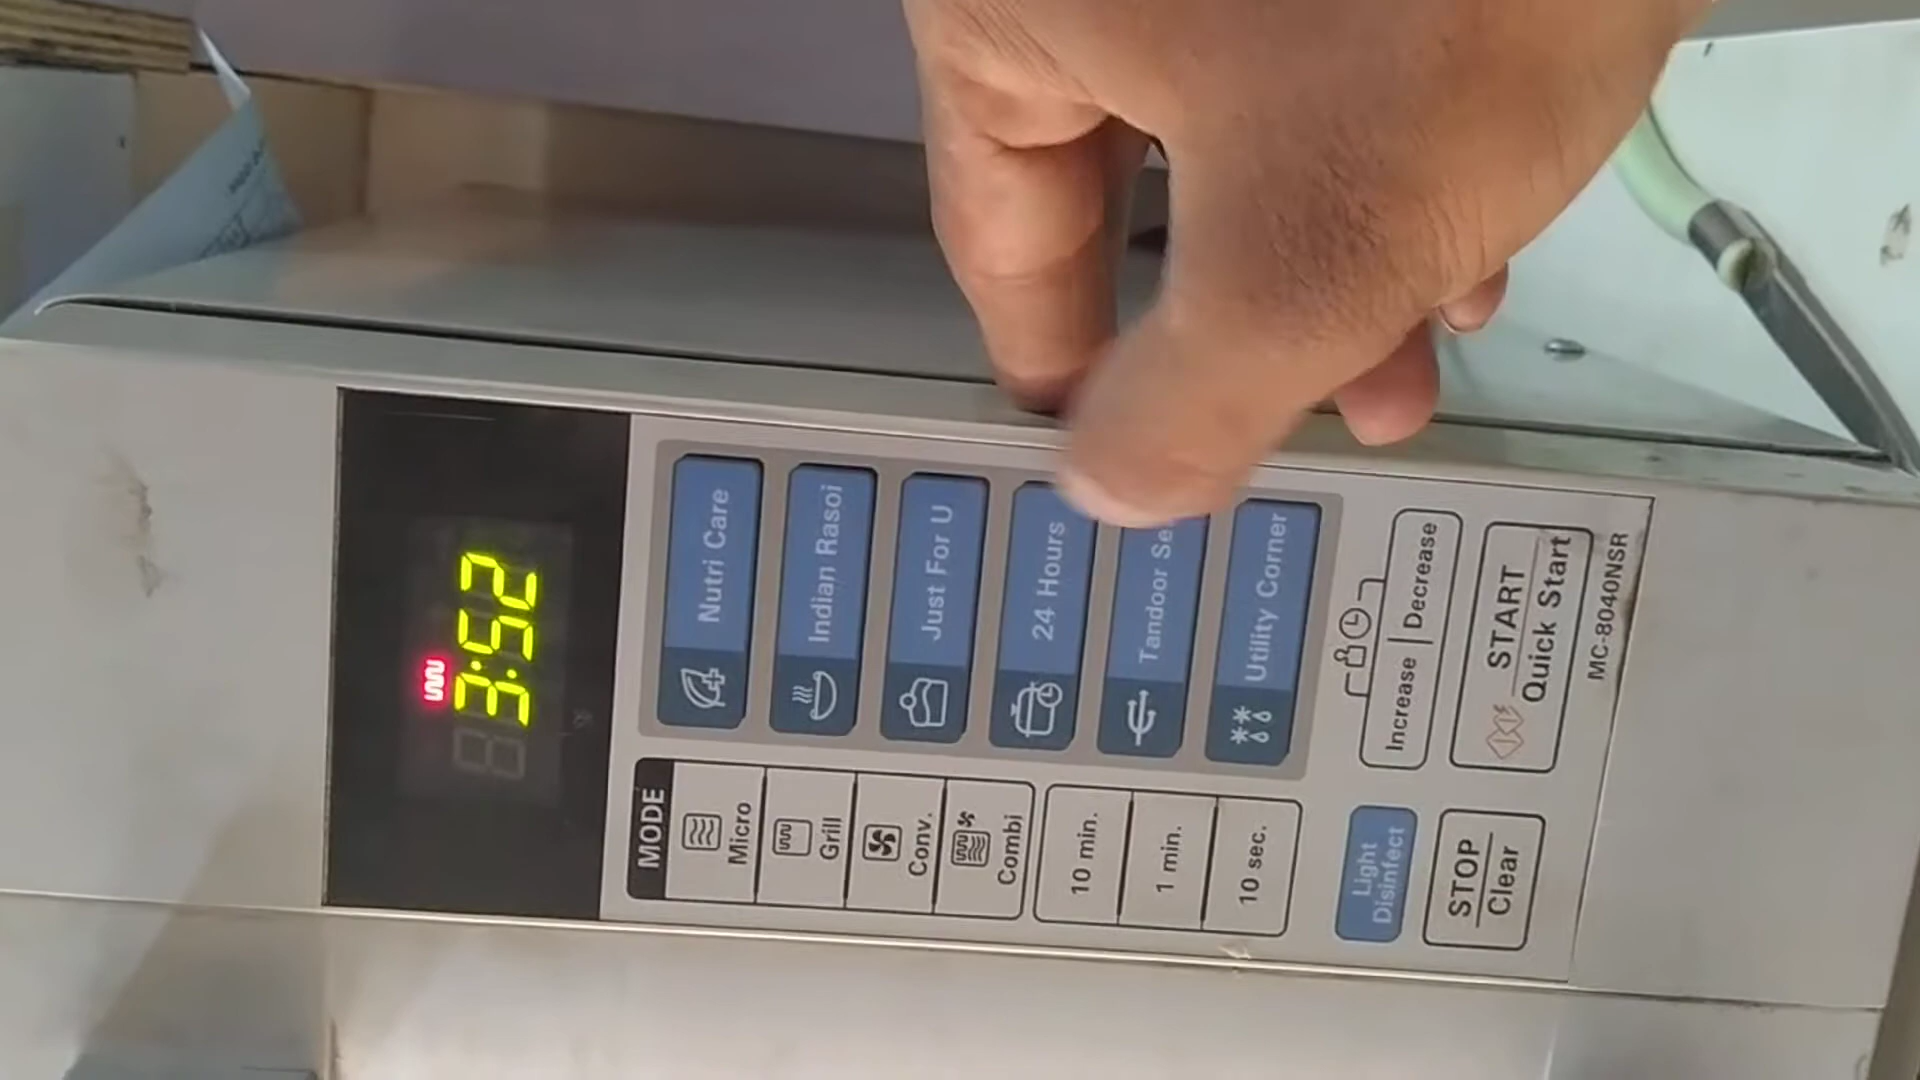 3:52
Nutri Care
Indian Rasoi
Just For U
24 Hours
Tandoor Se
Utility Corner
MODE
Micro
Grill
Conv.
Combi
10 min.
1 min.
10 sec.
Increase
Decrease
Light
Disinfect
STOP
Clear
START
Quick Start
MC-8040NSR